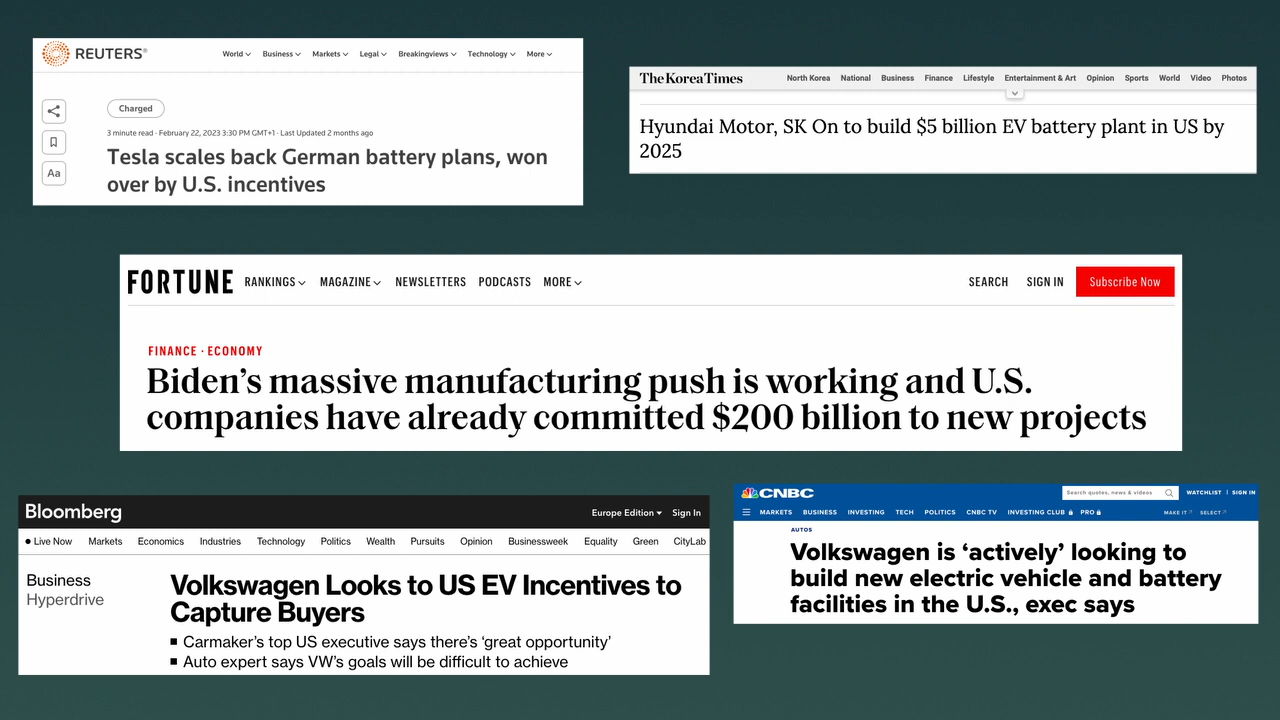 REUTERS®
World Business Markets Legal Breakingviews Technology More
Charged
3 minute read · February 22, 2023 3:30 PM GMT+1 · Last Updated 2 months ago
Aa
Tesla scales back German battery plans, won
over by U.S. incentives
The Korea Times
North Korea National Business Finance Lifestyle Entertainment & Art Opinion Sports World Video Photos
Hyundai Motor, SK On to build $5 billion EV battery plant in US by
2025
FORTUNE RANKINGS MAGAZINE NEWSLETTERS PODCASTS MORE SEARCH SIGN IN Subscribe Now
FINANCE · ECONOMY
Biden's massive manufacturing push is working and U.S.
companies have already committed $200 billion to new projects
Bloomberg Europe Edition Sign In
Live Now Markets Economics Industries Technology Politics Wealth Pursuits Opinion Businessweek Equality Green CityLab
Business
Hyperdrive
Volkswagen Looks to US EV Incentives to
Capture Buyers
Carmaker's top US executive says there's 'great opportunity'
Auto expert says VW's goals will be difficult to achieve
CNBC Search quotes, news & videos WATCHLIST | SIGN IN
MARKETS BUSINESS INVESTING TECH POLITICS CNBC TV INVESTING CLUB PRO MAKE IT SELECT
AUTOS
Volkswagen is 'actively' looking to
build new electric vehicle and battery
facilities in the U.S., exec says